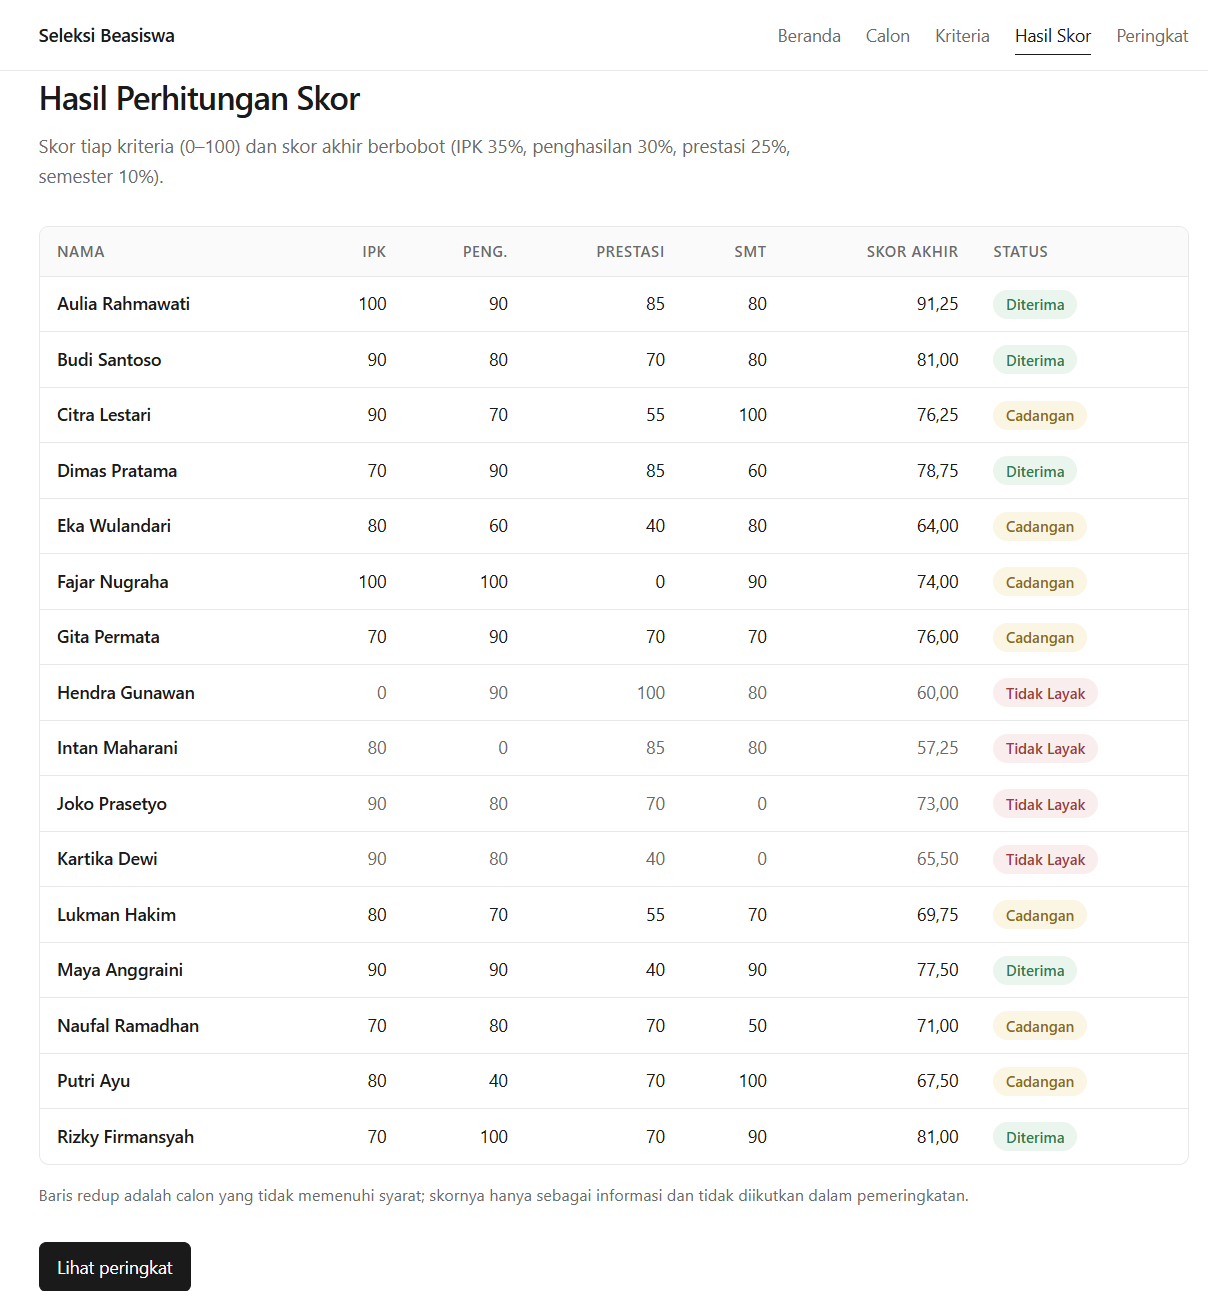 Seleksi Beasiswa Beranda Calon Kriteria Hasil Skor Peringkat
Hasil Perhitungan Skor
Skor tiap kriteria (0–100) dan skor akhir berbobot (IPK 35%, penghasilan 30%, prestasi 25%,
semester 10%).
NAMA IPK PENG. PRESTASI SMT SKOR AKHIR STATUS
Aulia Rahmawati 100 90 85 80 91,25 Diterima
Budi Santoso 90 80 70 80 81,00 Diterima
Citra Lestari 90 70 55 100 76,25 Cadangan
Dimas Pratama 70 90 85 60 78,75 Diterima
Eka Wulandari 80 60 40 80 64,00 Cadangan
Fajar Nugraha 100 100 0 90 74,00 Cadangan
Gita Permata 70 90 70 70 76,00 Cadangan
Hendra Gunawan 0 90 100 80 60,00 Tidak Layak
Intan Maharani 80 0 85 80 57,25 Tidak Layak
Joko Prasetyo 90 80 70 0 73,00 Tidak Layak
Kartika Dewi 90 80 40 0 65,50 Tidak Layak
Lukman Hakim 80 70 55 70 69,75 Cadangan
Maya Anggraini 90 90 40 90 77,50 Diterima
Naufal Ramadhan 70 80 70 50 71,00 Cadangan
Putri Ayu 80 40 70 100 67,50 Cadangan
Rizky Firmansyah 70 100 70 90 81,00 Diterima
Baris redup adalah calon yang tidak memenuhi syarat; skornya hanya sebagai informasi dan tidak diikutkan dalam pemeringkatan.
Lihat peringkat